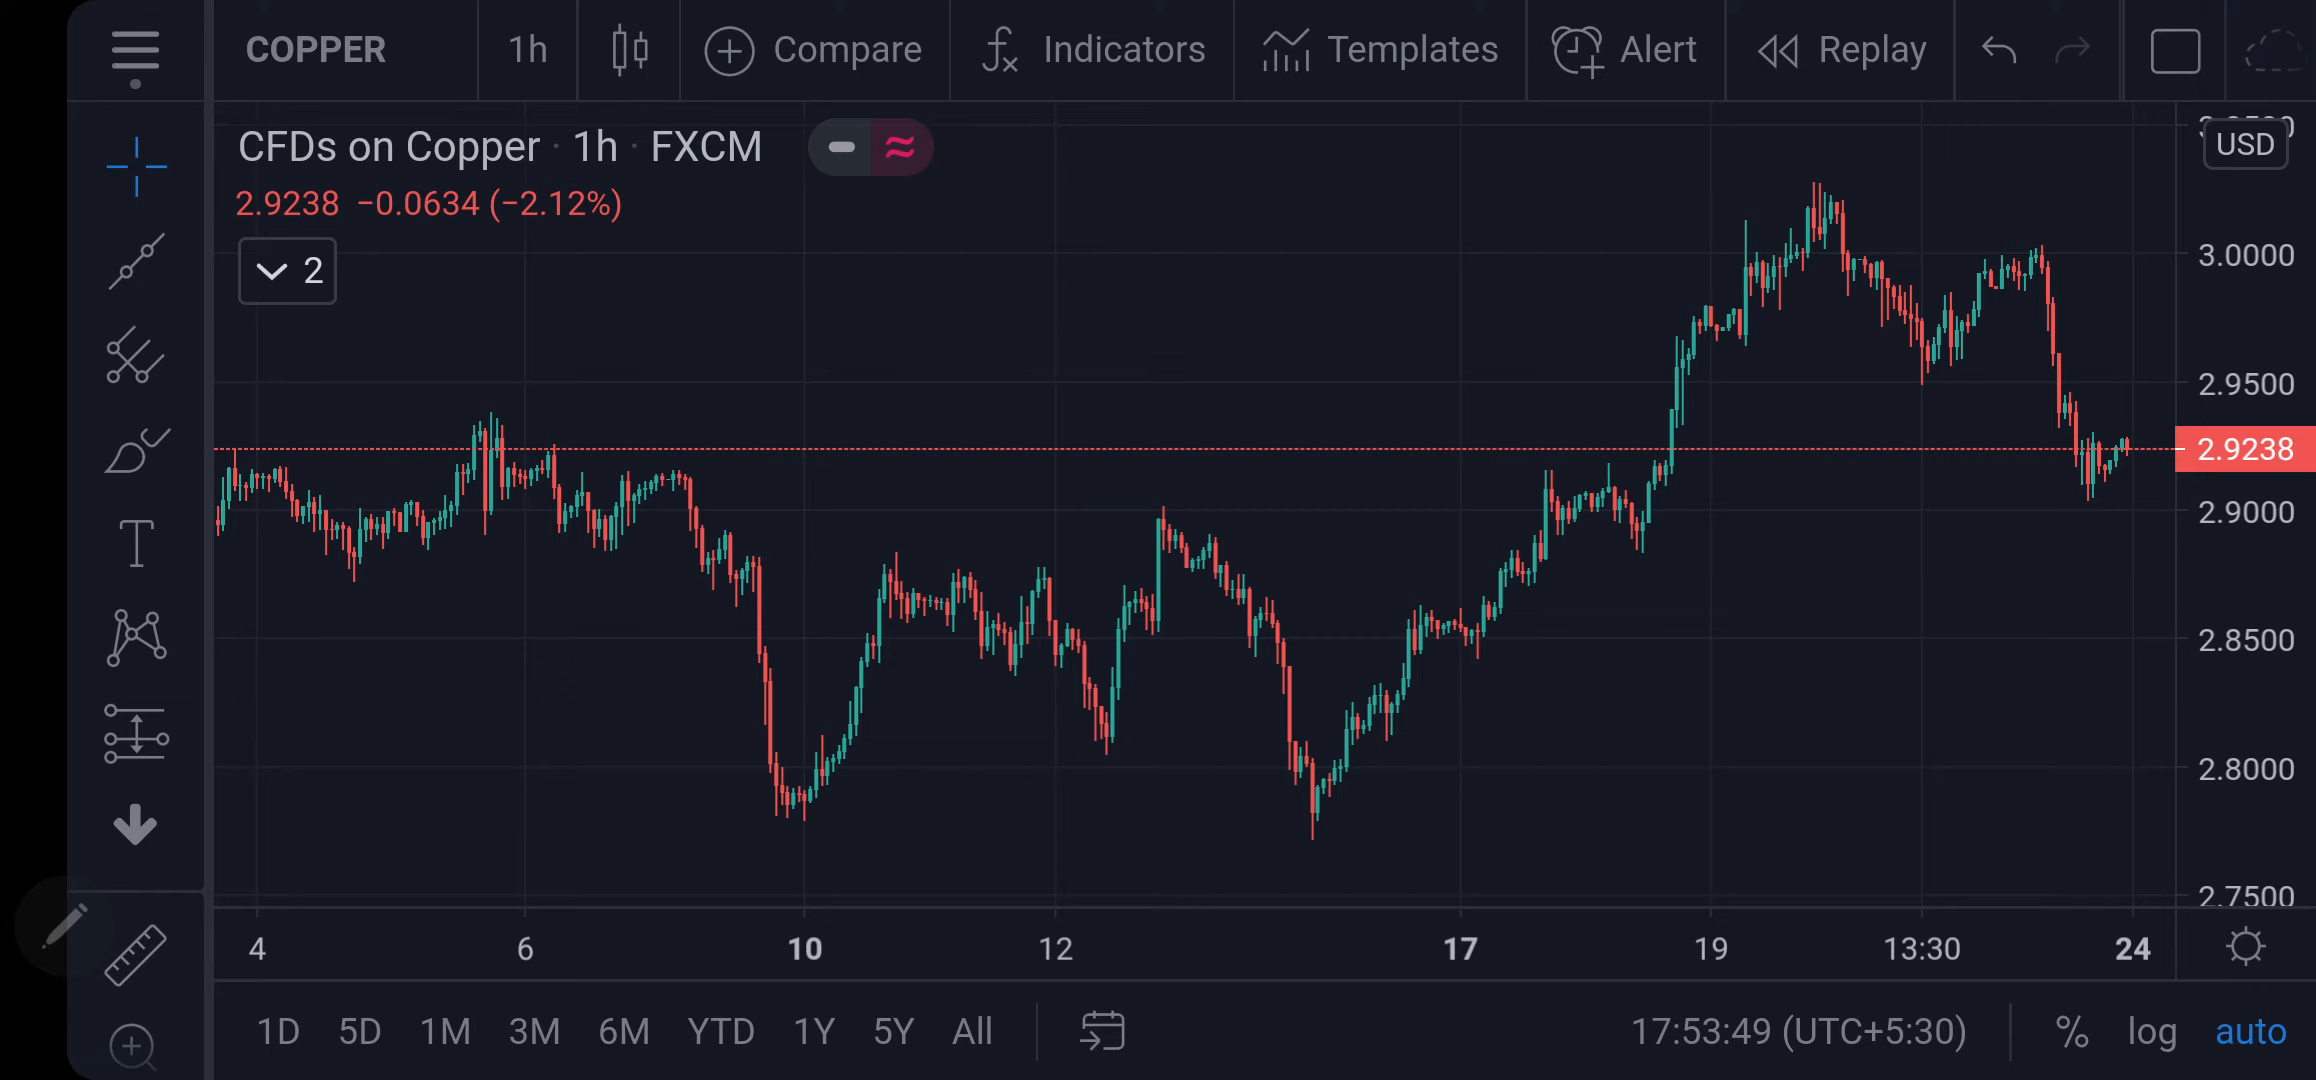 COPPER 1h Compare Indicators Templates Alert Replay
CFDs on Copper · 1h · FXCM
USD
2.9238 −0.0634 (−2.12%)
2
3.0000
2.9500
2.9238
2.9000
2.8500
2.8000
2.7500
4 6 10 12 17 19 13:30 24
1D 5D 1M 3M 6M YTD 1Y 5Y All 17:53:49 (UTC+5:30) % log auto